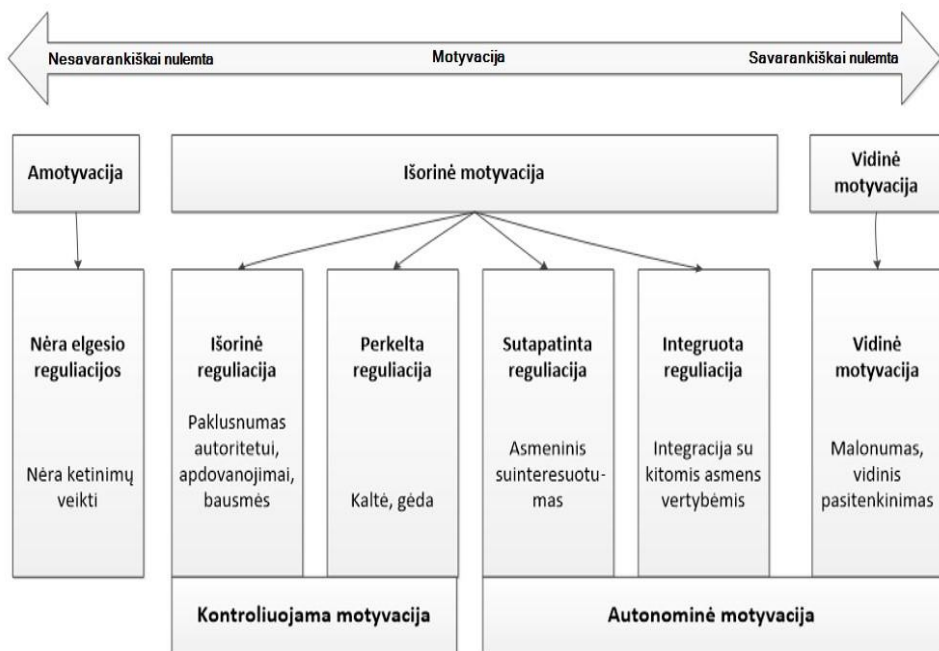 Nesavarankiškai nulemta
Motyvacija
Savarankiškai nulemta
Amotyvacija
Išorinė motyvacija
Vidinė
motyvacija
Nėra elgesio
reguliacijos
Nėra ketinimų
veikti
Išorinė
reguliacija
Paklusnumas
autoritetui,
apdovanojimai,
bausmės
Perkelta
reguliacija
Kaltė, gėda
Sutapatinta
reguliacija
Asmeninis
suinteresuotu-
mas
Integruota
reguliacija
Integracija su
kitomis asmens
vertybėmis
Vidinė
motyvacija
Malonumas,
vidinis
pasitenkinimas
Kontroliuojama motyvacija
Autonominė motyvacija